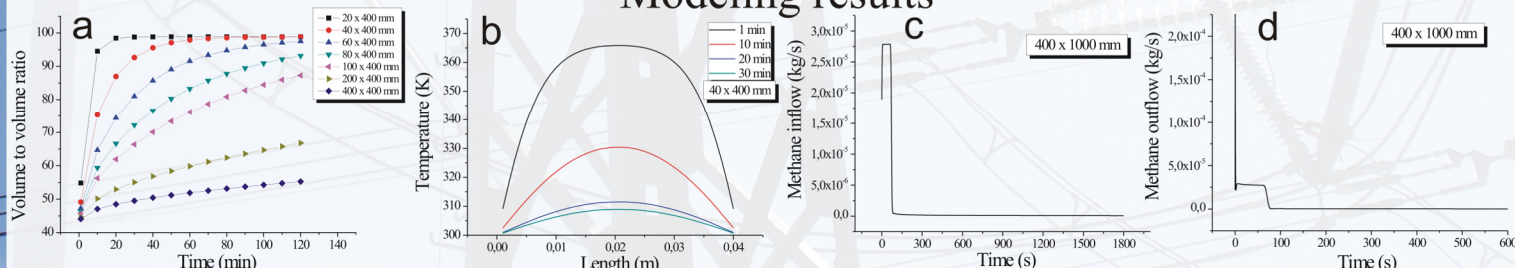 Modeling results
a
Volume to volume ratio
100
90
80
70
60
50
40
0
20
40
60
80
100
120
140
Time (min)
20 x 400 mm
40 x 400 mm
60 x 400 mm
80 x 400 mm
100 x 400 mm
200 x 400 mm
400 x 400 mm
b
Temperature (K)
370
360
350
340
330
320
310
300
0,00
0,01
0,02
0,03
0,04
Length (m)
1 min
10 min
20 min
30 min
40 x 400 mm
c
Methane inflow (kg/s)
3,0x10⁻⁵
2,5x10⁻⁵
2,0x10⁻⁵
1,5x10⁻⁵
1,0x10⁻⁵
5,0x10⁻⁶
0,0
0
300
600
900
1200
1500
1800
Time (s)
400 x 1000 mm
d
Methane outflow (kg/s)
2,0x10⁻⁴
1,5x10⁻⁴
1,0x10⁻⁴
5,0x10⁻⁵
0,0
0
100
200
300
400
500
600
Time (s)
400 x 1000 mm